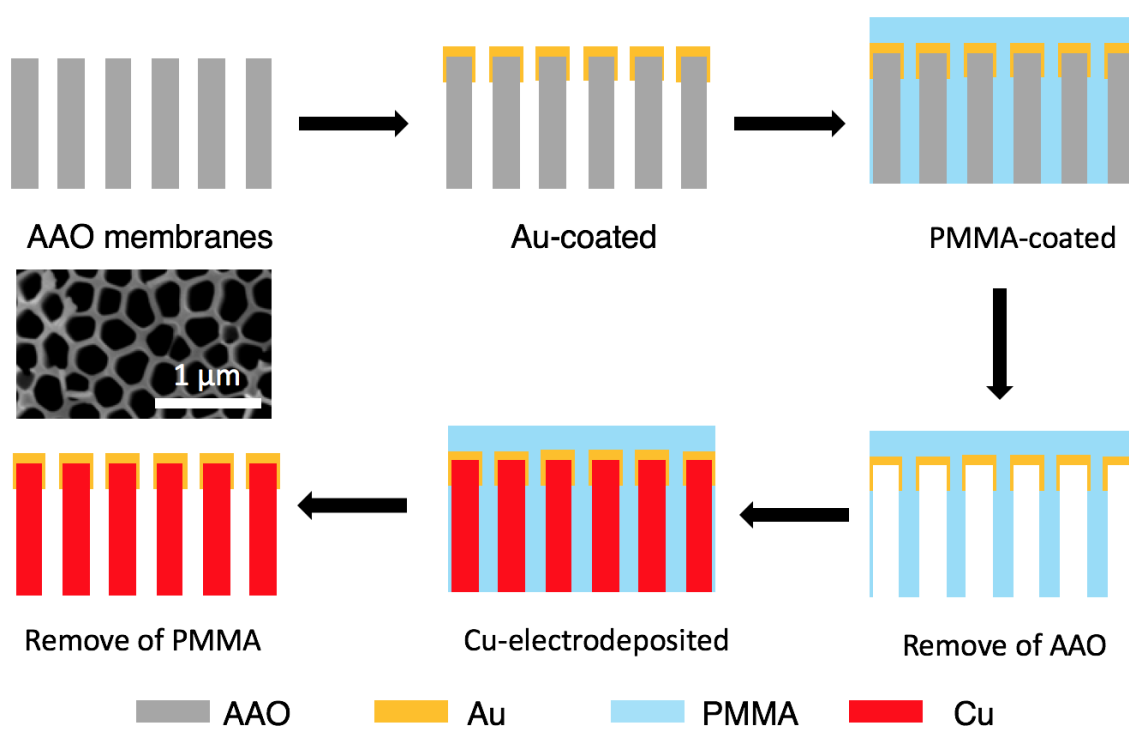 AAO membranes
Au-coated
PMMA-coated
1 μm
Remove of PMMA
Cu-electrodeposited
Remove of AAO
AAO
Au
PMMA
Cu